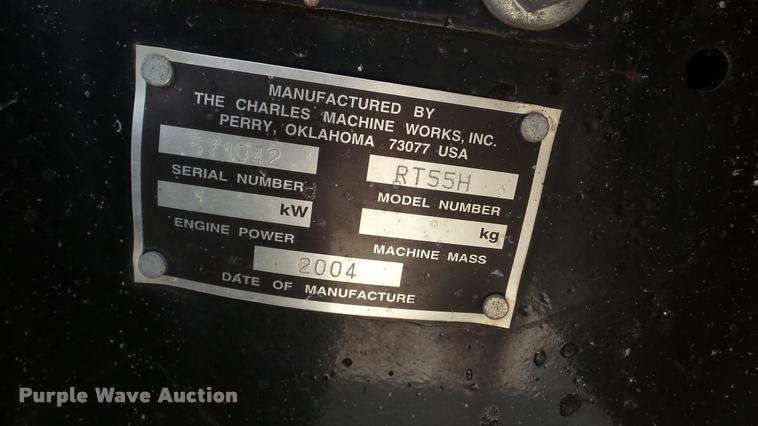 MANUFACTURED BY
THE CHARLES MACHINE WORKS, INC.
PERRY, OKLAHOMA 73077 USA
RT55H
SERIAL NUMBER
MODEL NUMBER
kW
kg
ENGINE POWER
MACHINE MASS
2004
DATE OF MANUFACTURE
Purple Wave Auction